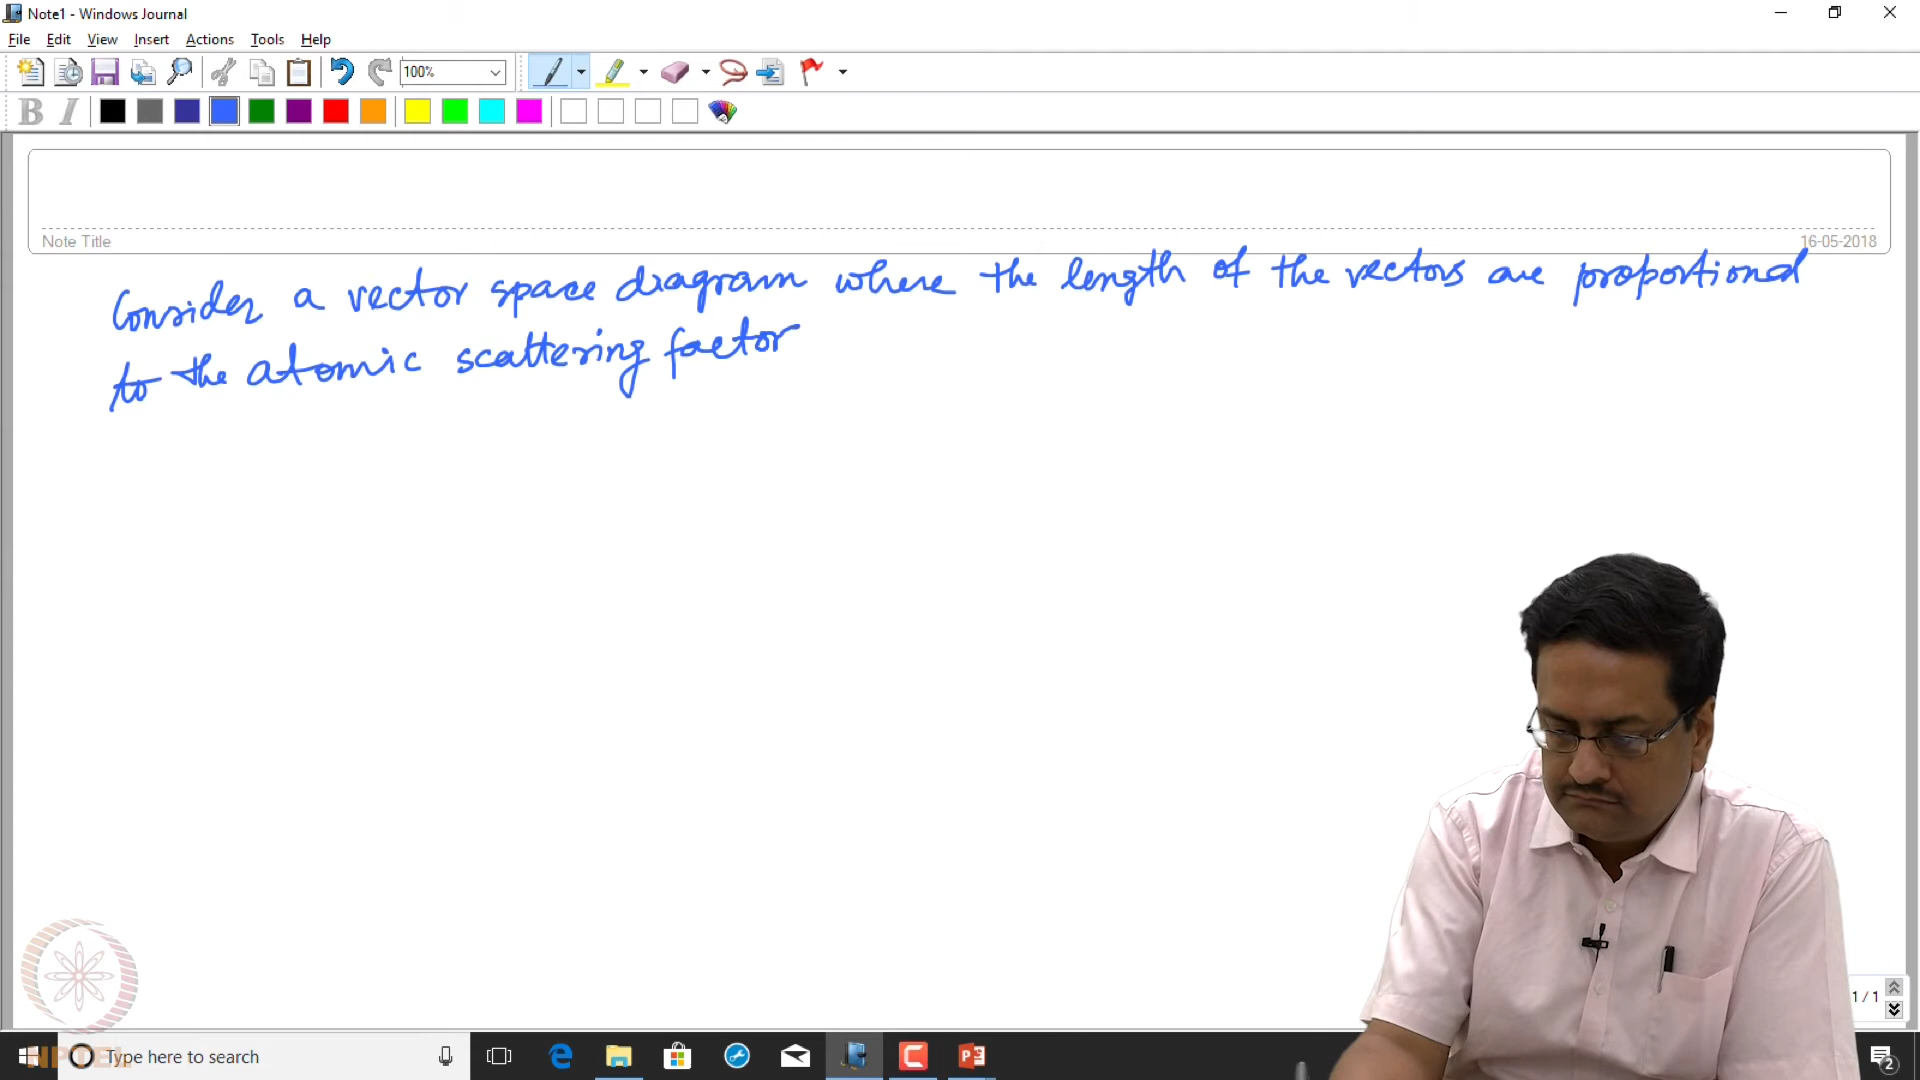 Note1 - Windows Journal
File Edit View Insert Actions Tools Help
100%
B I
Note Title
16-05-2018
Consider a vector space diagram where the length of the vectors are proportional
to the atomic scattering factor
1 / 1
NPTEL
Type here to search
2